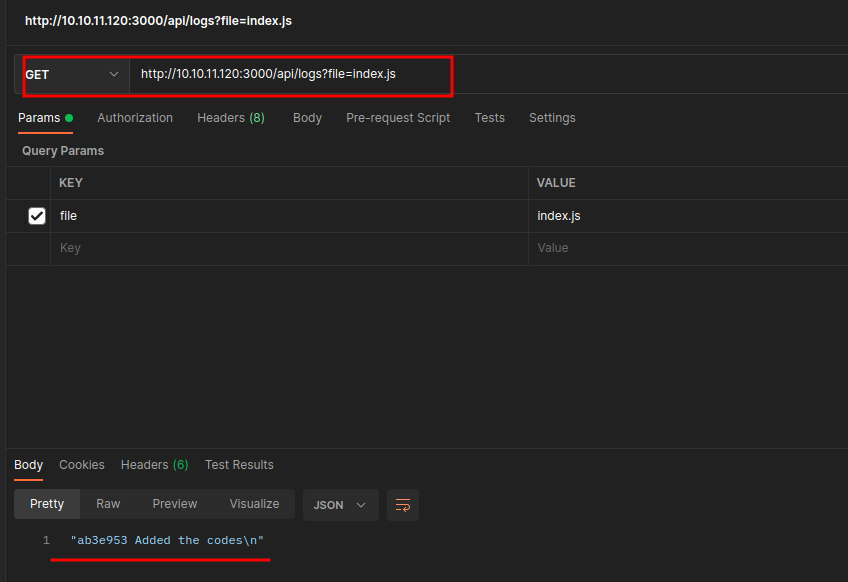 http://10.10.11.120:3000/api/logs?file=index.js
GET http://10.10.11.120:3000/api/logs?file=index.js
Params Authorization Headers (8) Body Pre-request Script Tests Settings
Query Params
KEY VALUE
file index.js
Key Value
Body Cookies Headers (6) Test Results
Pretty Raw Preview Visualize JSON
1 "ab3e953 Added the codes\n"